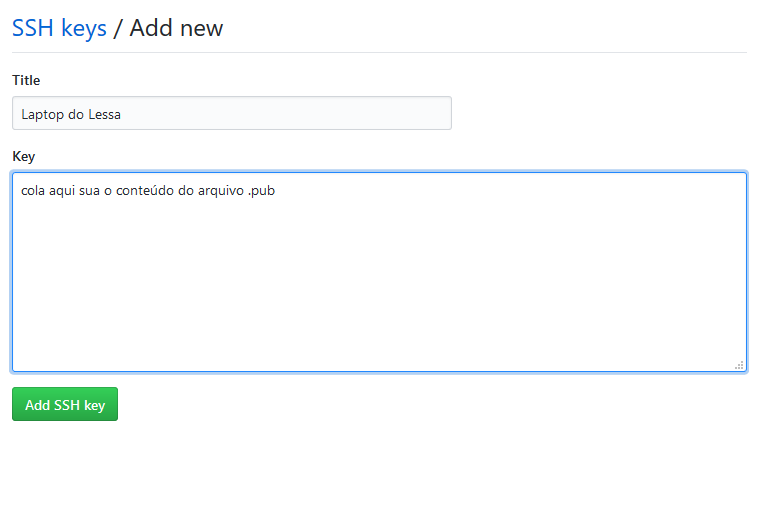 SSH keys / Add new
Title
Laptop do Lessa
Key
cola aqui sua o conteúdo do arquivo .pub
Add SSH key